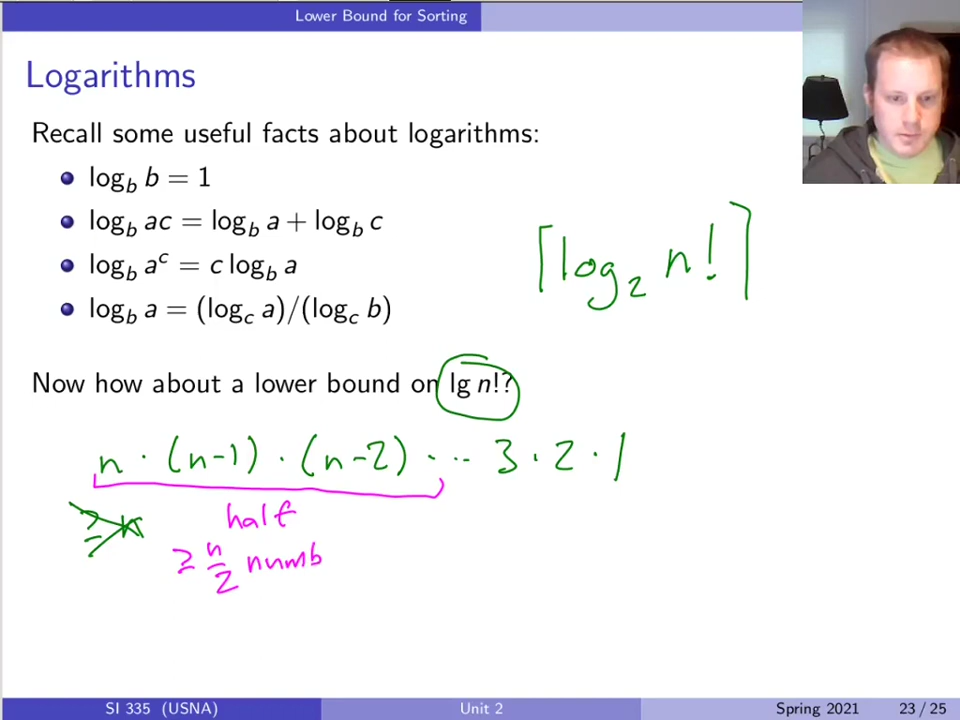 Lower Bound for Sorting
Logarithms
Recall some useful facts about logarithms:
log_b b = 1
log_b ac = log_b a + log_b c
log_b a^c = c log_b a
log_b a = (log_c a)/(log_c b)
⌈log₂ n!⌉
Now how about a lower bound on lg n!?
n · (n-1) · (n-2) · ... 3 · 2 · 1
half
≥ n/2 numb
SI 335 (USNA) Unit 2 Spring 2021 23 / 25